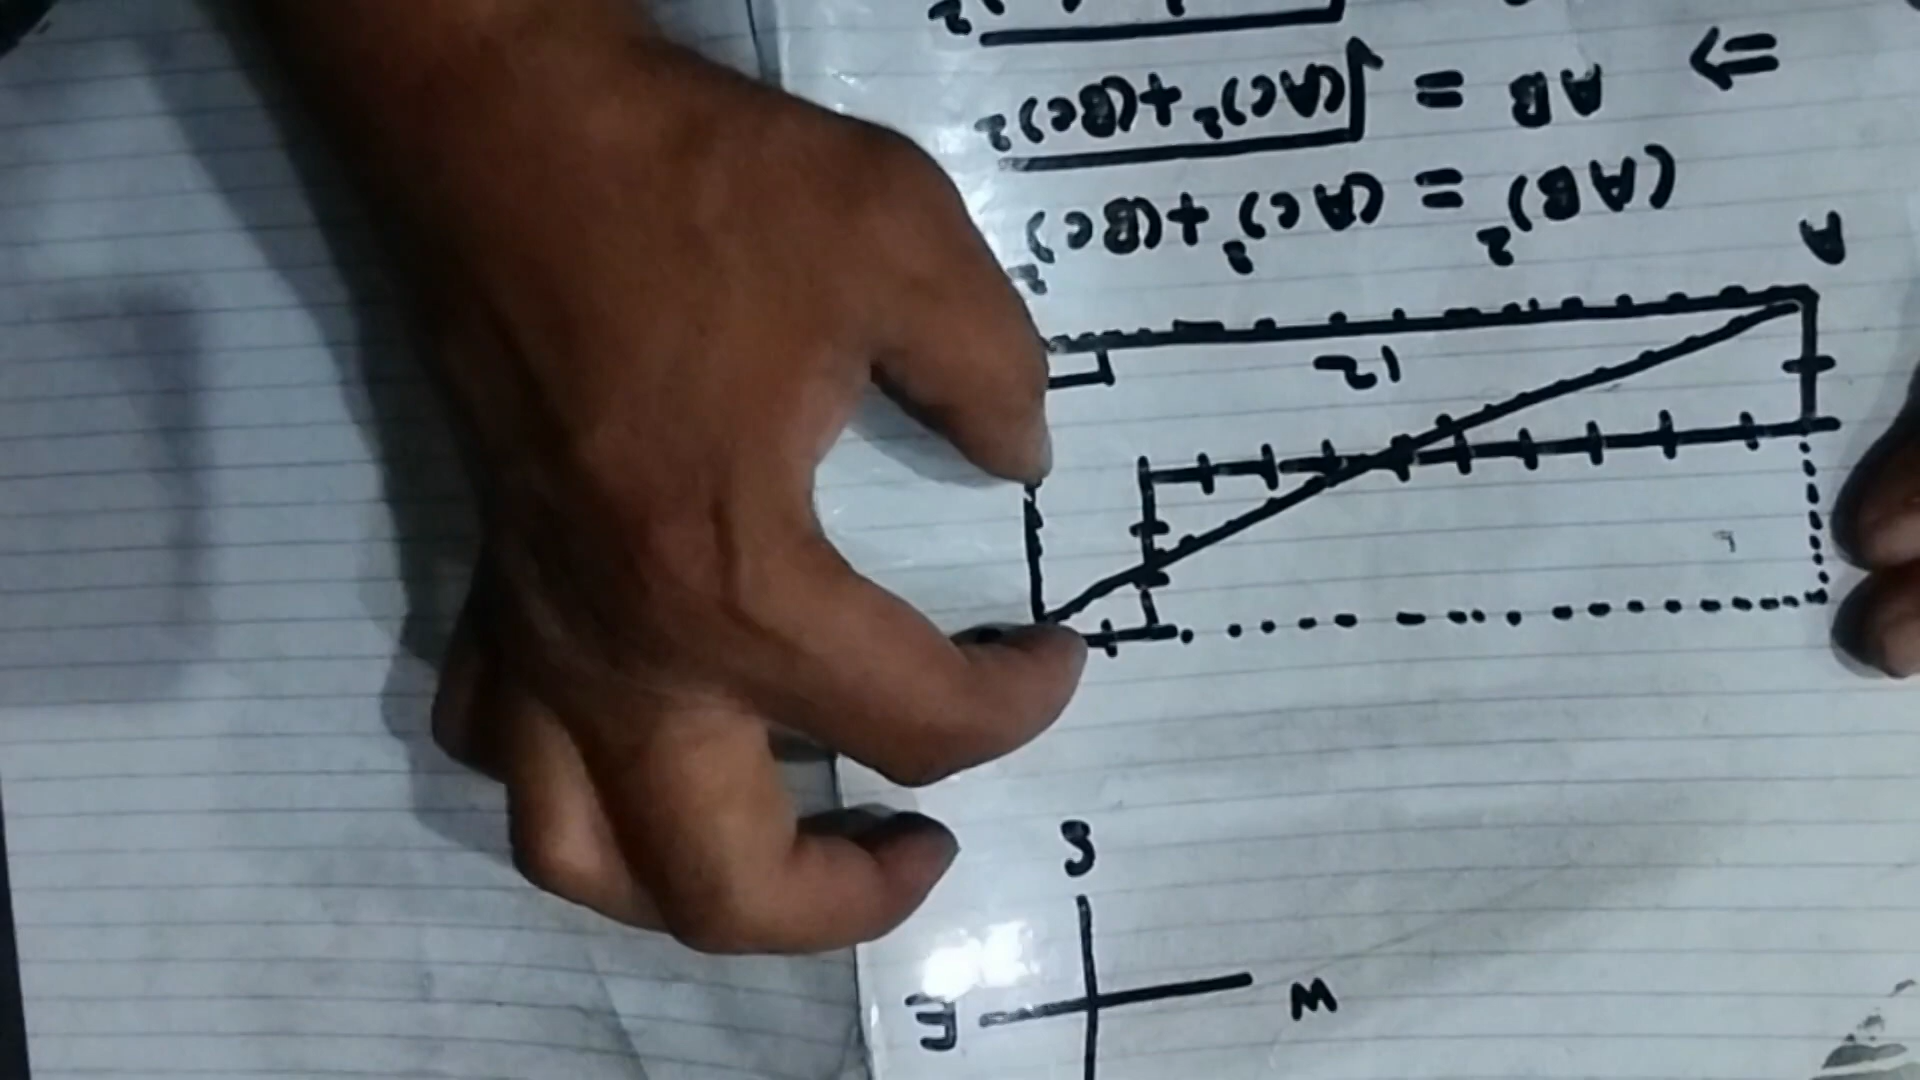 W E
S
12
A
(AB)² = (AC)² + (BC)²
⇒ AB = √(AC)² + (BC)²